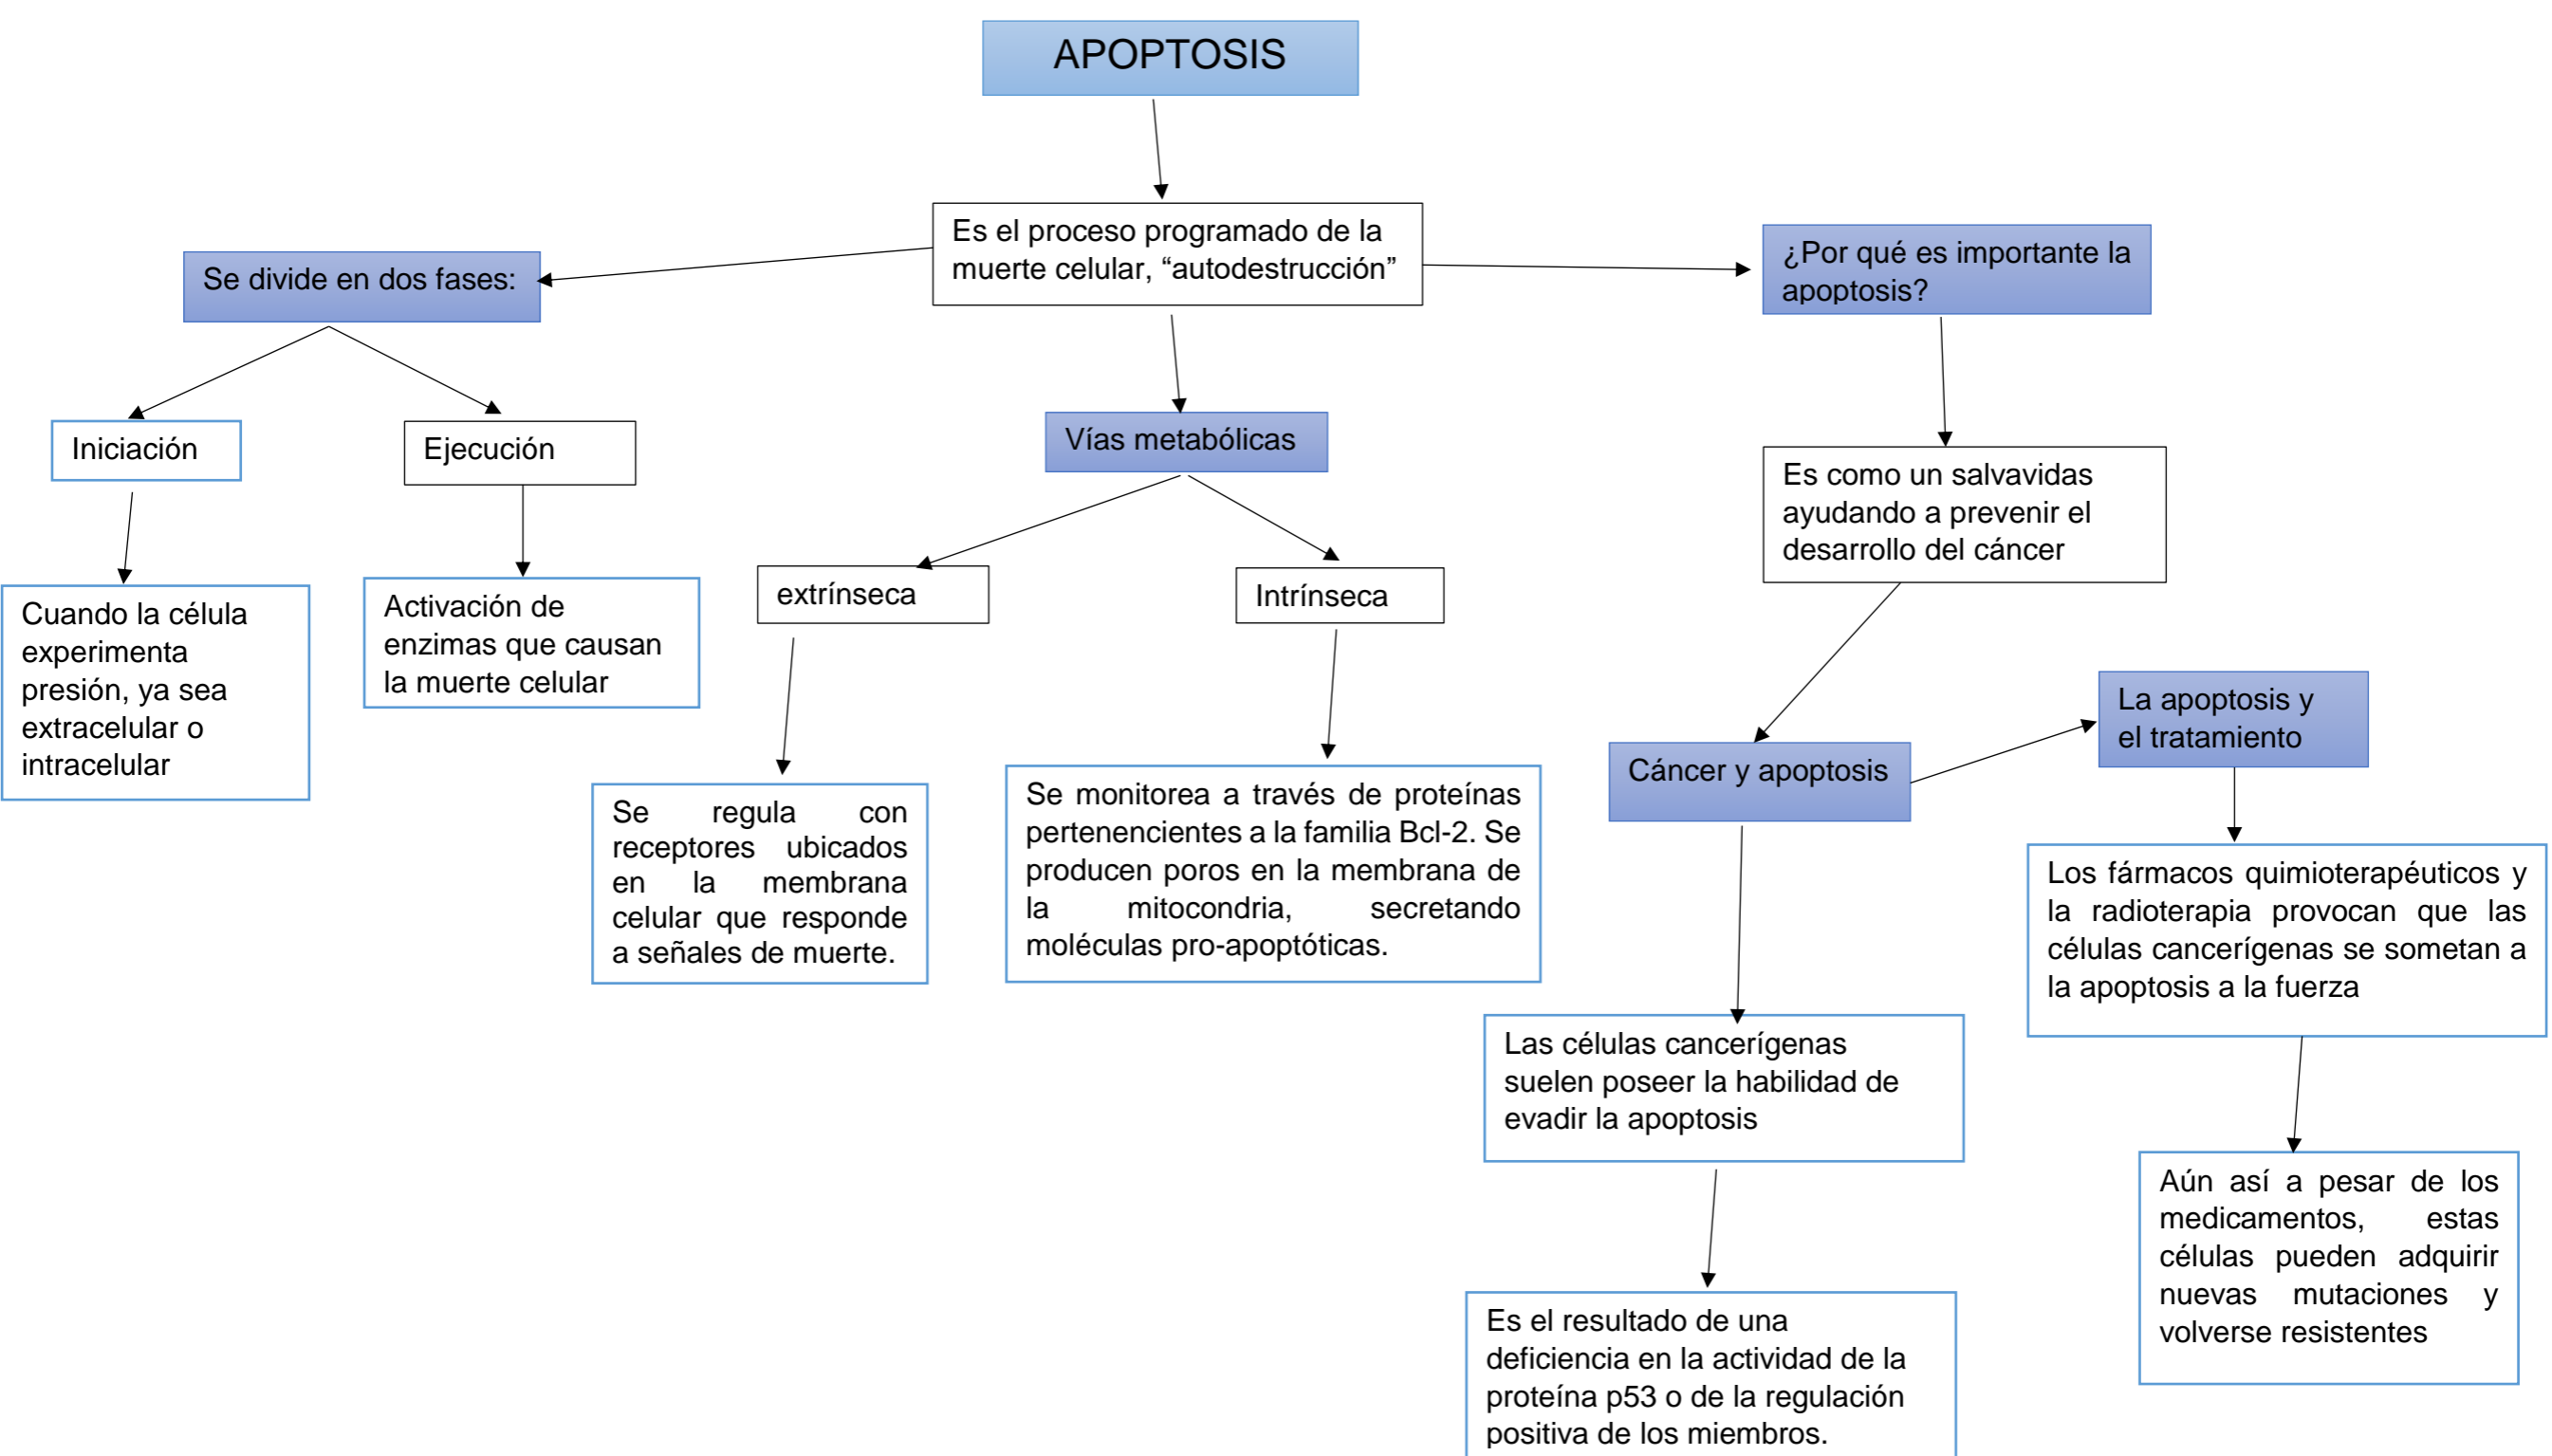 APOPTOSIS
Es el proceso programado de la
muerte celular, “autodestrucción”
Se divide en dos fases:
¿Por qué es importante la
apoptosis?
Iniciación
Ejecución
Vías metabólicas
Es como un salvavidas
ayudando a prevenir el
desarrollo del cáncer
extrínseca
Intrínseca
Cuando la célula
experimenta
presión, ya sea
extracelular o
intracelular
Activación de
enzimas que causan
la muerte celular
La apoptosis y
el tratamiento
Cáncer y apoptosis
Se regula con
receptores ubicados
en la membrana
celular que responde
a señales de muerte.
Se monitorea a través de proteínas
pertenencientes a la familia Bcl-2. Se
producen poros en la membrana de
la mitocondria, secretando
moléculas pro-apoptóticas.
Los fármacos quimioterapéuticos y
la radioterapia provocan que las
células cancerígenas se sometan a
la apoptosis a la fuerza
Las células cancerígenas
suelen poseer la habilidad de
evadir la apoptosis
Aún así a pesar de los
medicamentos, estas
células pueden adquirir
nuevas mutaciones y
volverse resistentes
Es el resultado de una
deficiencia en la actividad de la
proteína p53 o de la regulación
positiva de los miembros.